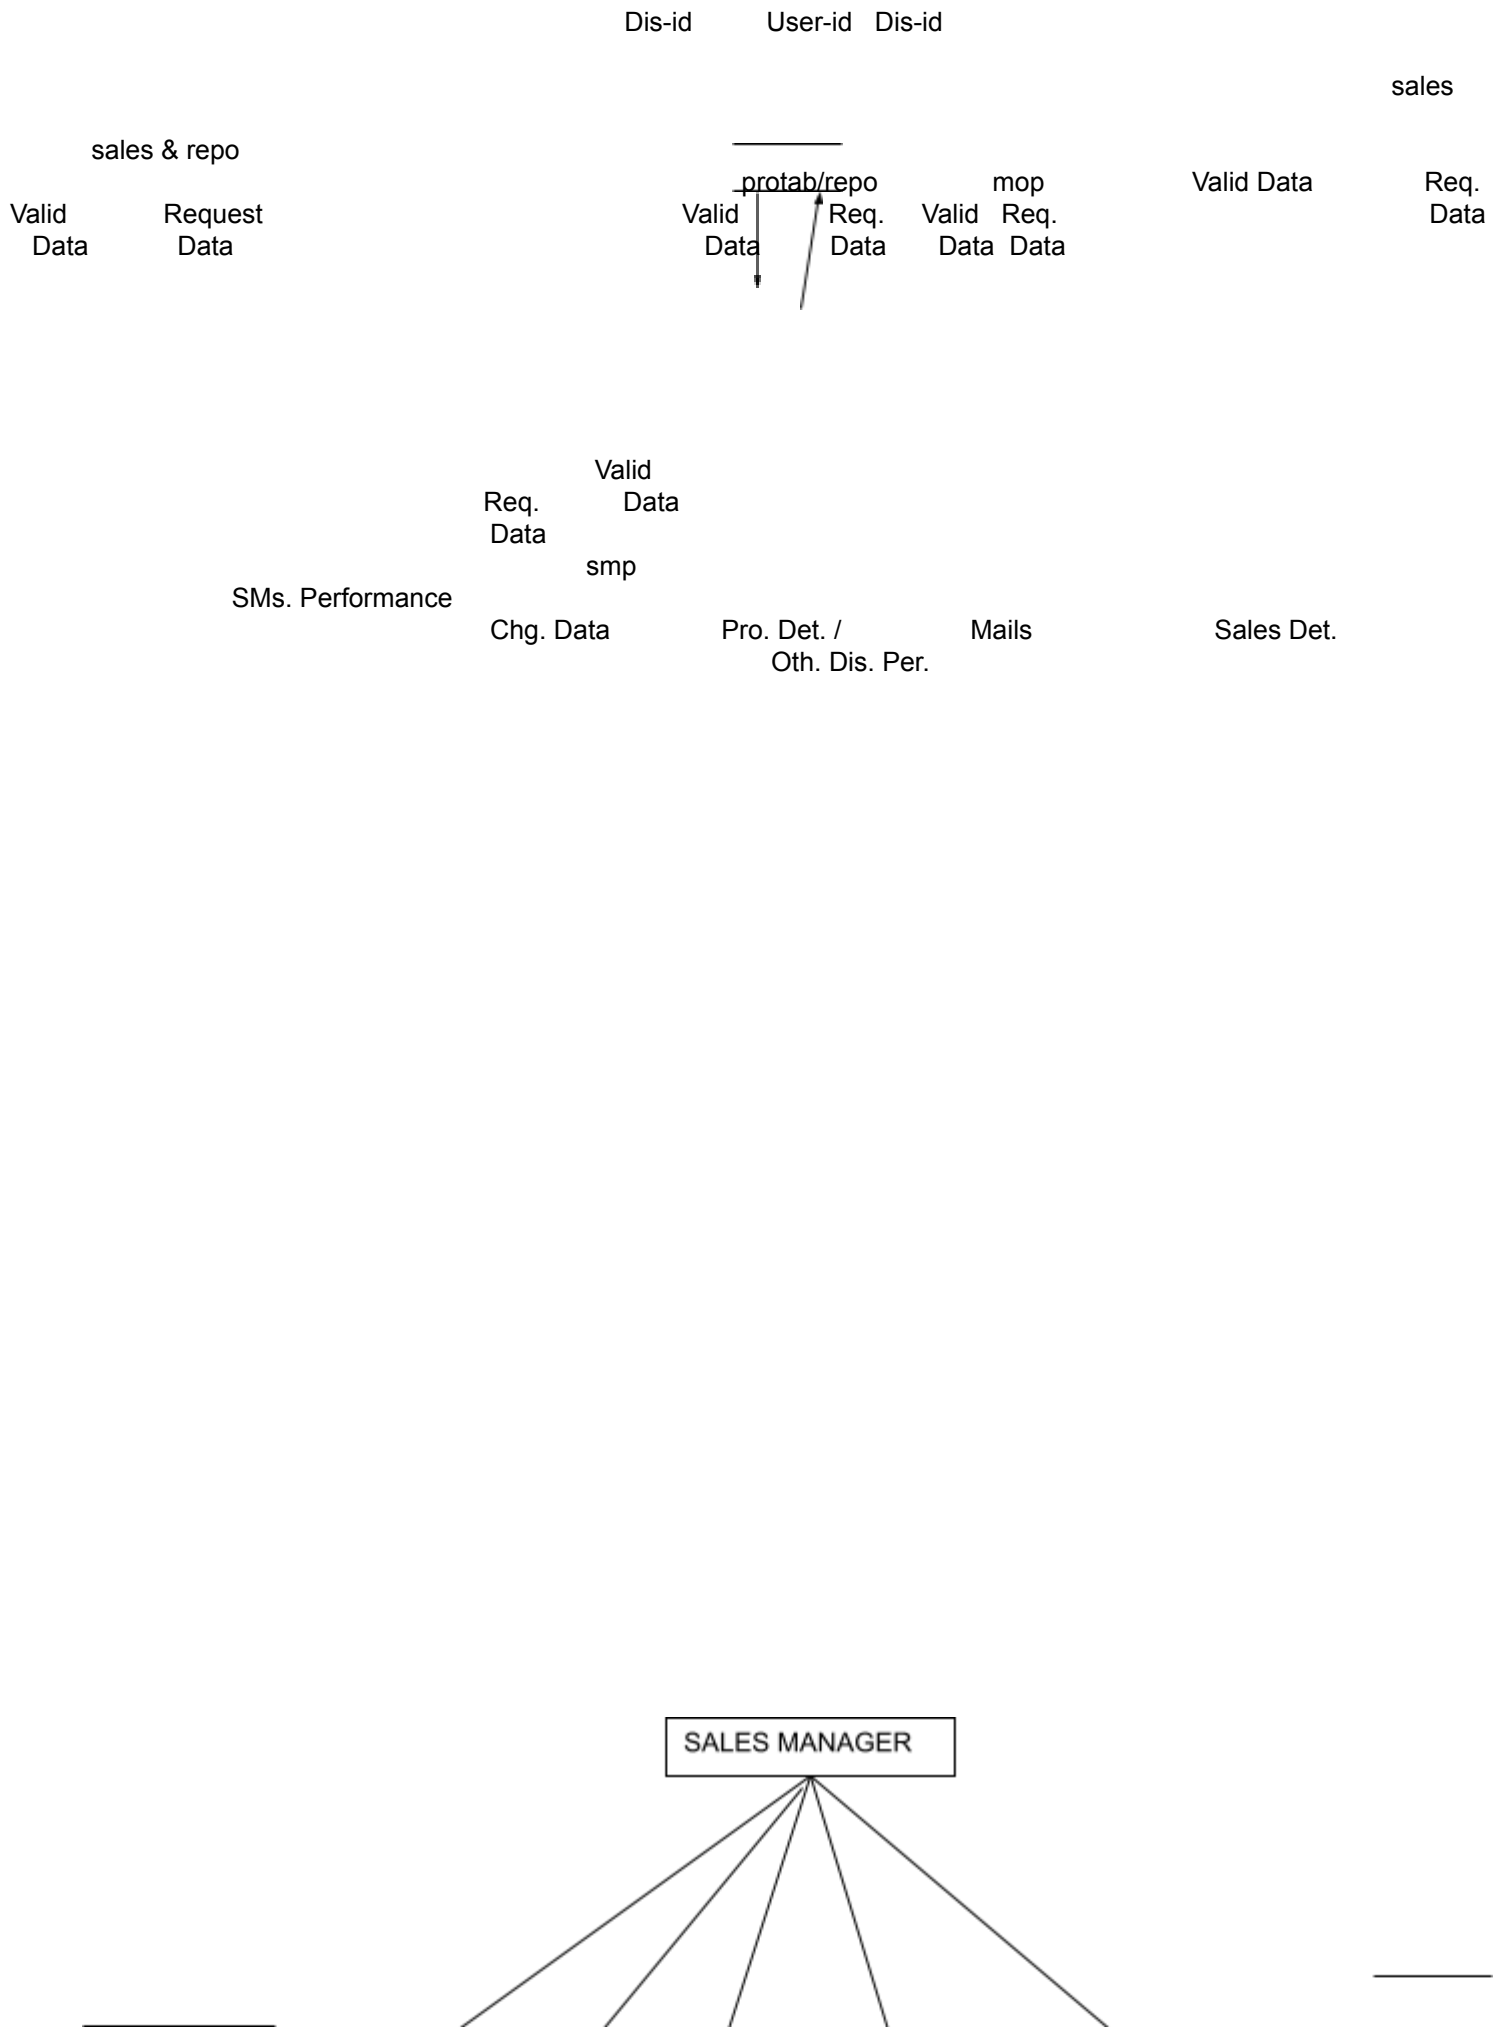 Dis-id User-id Dis-id
sales
sales & repo
protab/repo mop Valid Data Req.
Valid Request Valid Req. Valid Req. Data
Data Data Data Data Data Data
Valid
Req. Data
Data
smp
SMs. Performance
Chg. Data Pro. Det. / Mails Sales Det.
Oth. Dis. Per.
SALES MANAGER